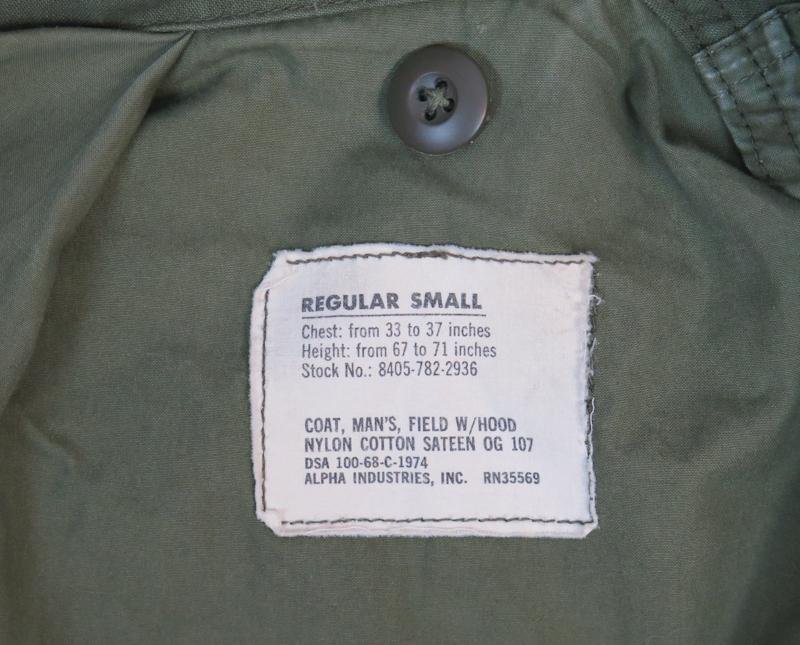 REGULAR SMALL
Chest: from 33 to 37 inches
Height: from 67 to 71 inches
Stock No.: 8405-782-2936
COAT, MAN'S, FIELD W/HOOD
NYLON COTTON SATEEN OG 107
DSA 100-68-C-1974
ALPHA INDUSTRIES, INC. RN35569